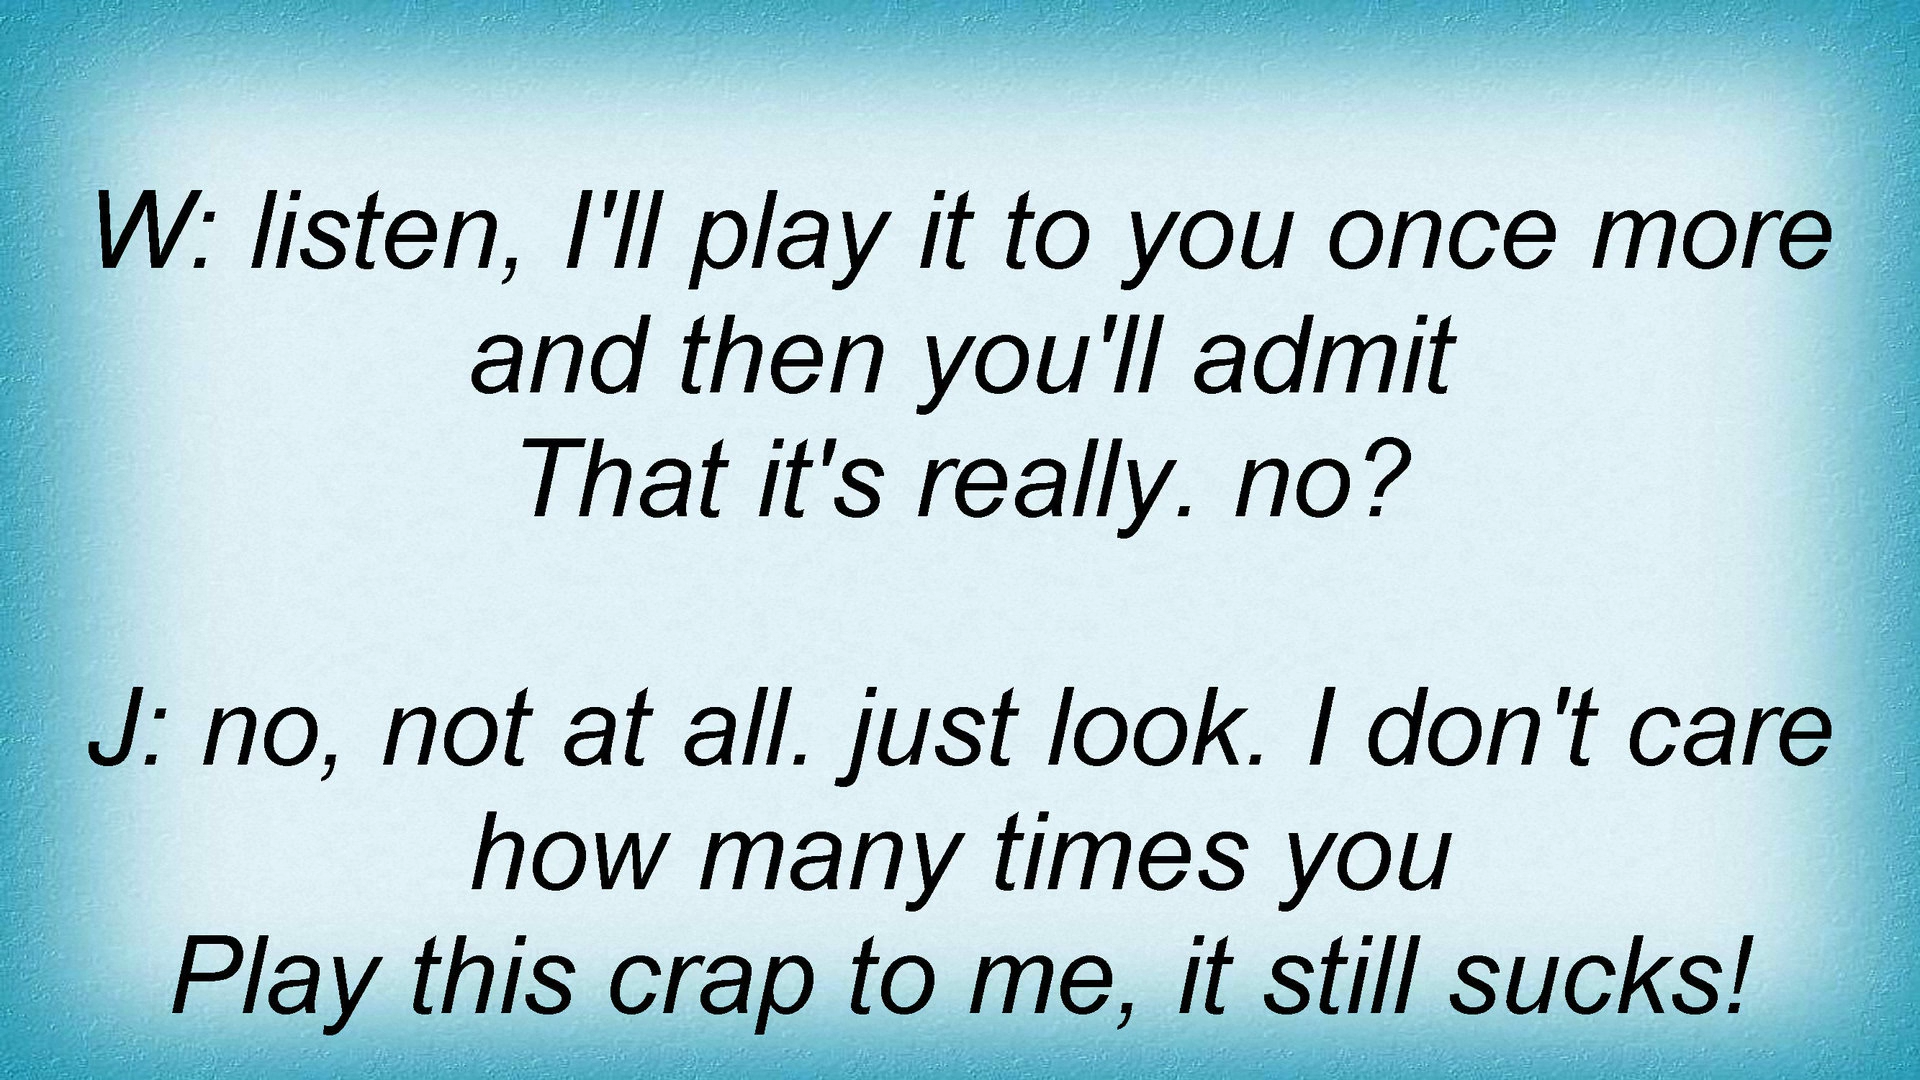 W: listen, I'll play it to you once more
and then you'll admit
That it's really. no?
J: no, not at all. just look. I don't care
how many times you
Play this crap to me, it still sucks!